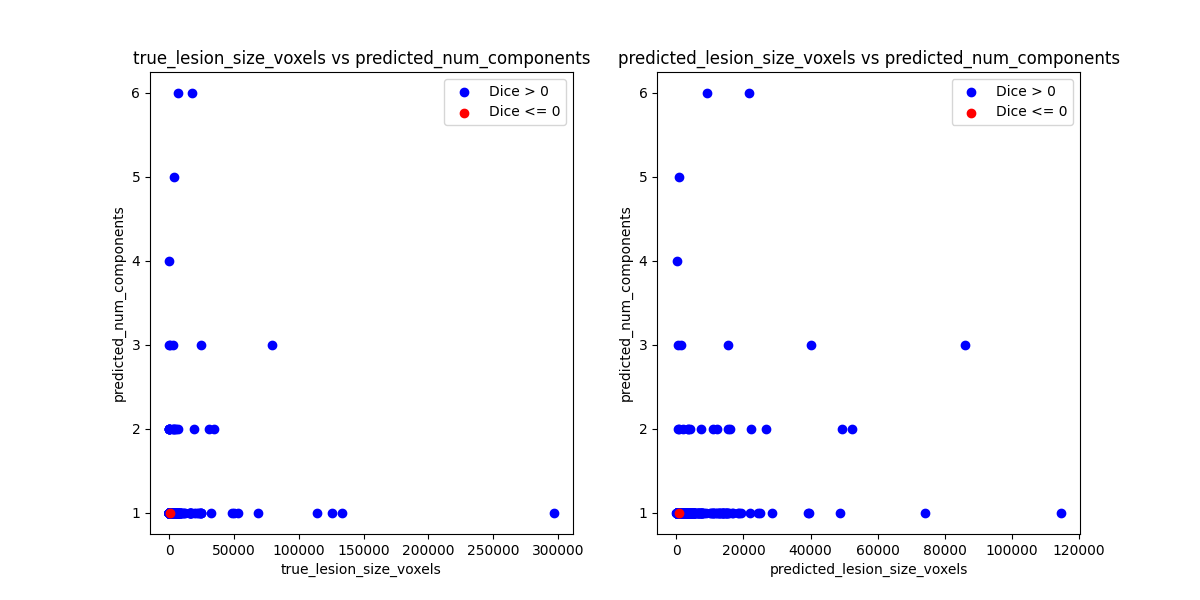 true_lesion_size_voxels vs predicted_num_components
predicted_num_components
6
5
4
3
2
1
Dice > 0
Dice <= 0
0
50000
100000
150000
200000
250000
300000
true_lesion_size_voxels
predicted_lesion_size_voxels vs predicted_num_components
predicted_num_components
6
5
4
3
2
1
Dice > 0
Dice <= 0
0
20000
40000
60000
80000
100000
120000
predicted_lesion_size_voxels